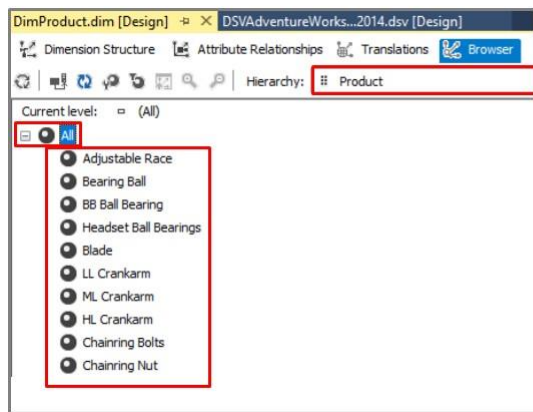 DimProduct.dim [Design] DSVAdventureWorks...2014.dsv [Design]
Dimension Structure Attribute Relationships Translations Browser
Hierarchy: Product
Current level: (All)
All
Adjustable Race
Bearing Ball
BB Ball Bearing
Headset Ball Bearings
Blade
LL Crankarm
ML Crankarm
HL Crankarm
Chainring Bolts
Chainring Nut